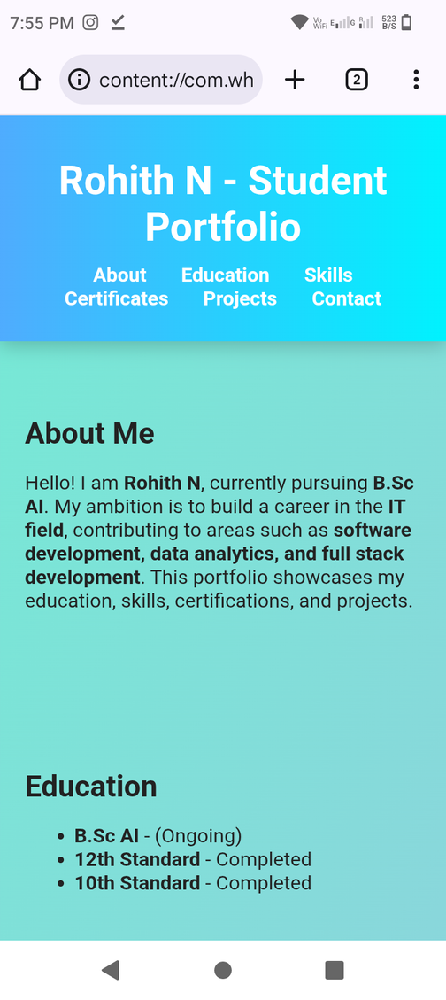 7:55 PM Vo WiFi E G R 523 B/S
content://com.wh 2
Rohith N - Student
Portfolio
About Education Skills
Certificates Projects Contact
About Me
Hello! I am Rohith N, currently pursuing B.Sc
AI. My ambition is to build a career in the IT
field, contributing to areas such as software
development, data analytics, and full stack
development. This portfolio showcases my
education, skills, certifications, and projects.
Education
• B.Sc AI - (Ongoing)
• 12th Standard - Completed
• 10th Standard - Completed